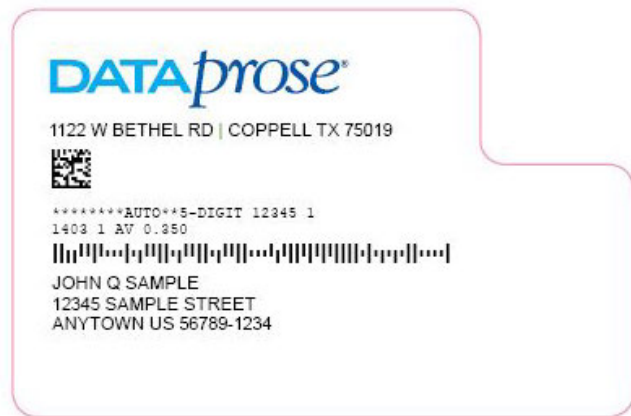 DATAprose®
1122 W BETHEL RD | COPPELL TX 75019
********AUTO**5-DIGIT 12345 1
1403 1 AV 0.350
JOHN Q SAMPLE
12345 SAMPLE STREET
ANYTOWN US 56789-1234